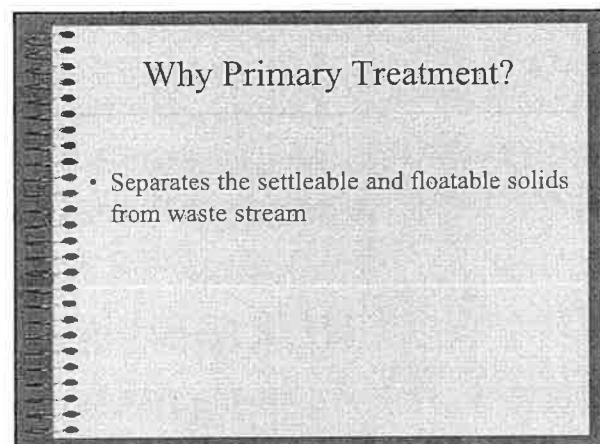 Why Primary Treatment?
• Separates the settleable and floatable solids
from waste stream